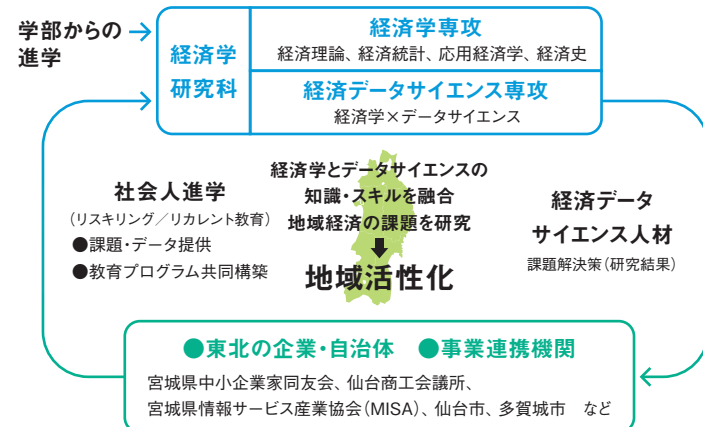 学部からの
進学
経済学
研究科
経済学専攻
経済理論、経済統計、応用経済学、経済史
経済データサイエンス専攻
経済学×データサイエンス
社会人進学
(リスキリング/リカレント教育)
●課題・データ提供
●教育プログラム共同構築
経済学とデータサイエンスの
知識・スキルを融合
地域経済の課題を研究
地域活性化
経済データ
サイエンス人材
課題解決策(研究結果)
●東北の企業・自治体 ●事業連携機関
宮城県中小企業家同友会、仙台商工会議所、
宮城県情報サービス産業協会(MISA)、仙台市、多賀城市 など